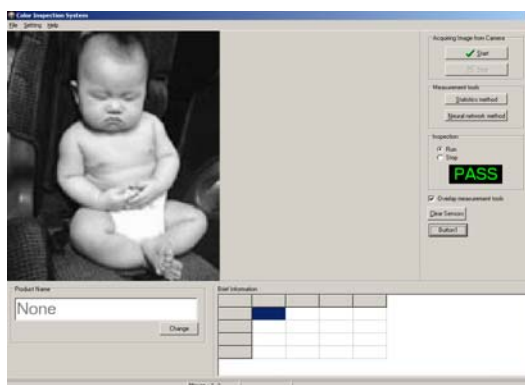 Color Inspection System
File Setting Help
Acquiring Image from Camera
Start
Measurement tools
Statistics method
Neural network method
Inspection
Run
Stop
PASS
Overlap measurement tools
Clear Sensors
Button1
Product Name
None
Change
Brief Information